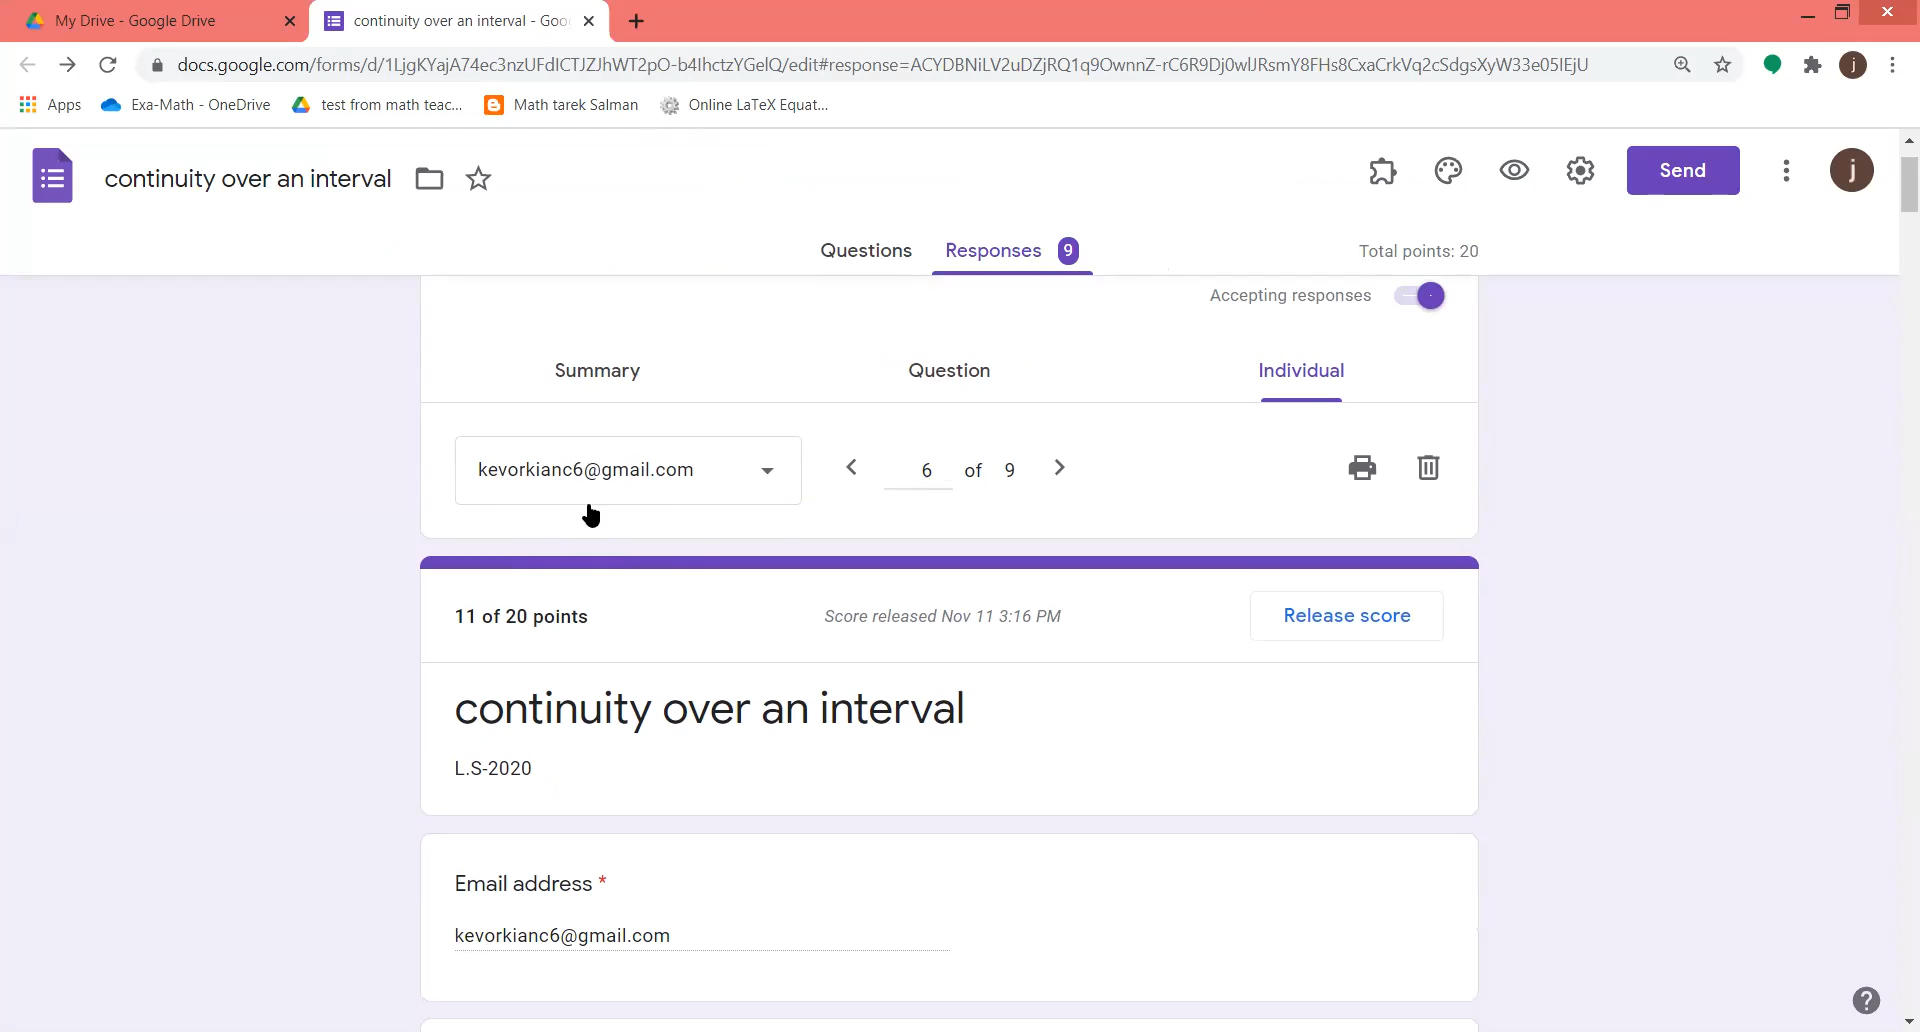 My Drive - Google Drive
continuity over an interval - Goo
docs.google.com/forms/d/1LjgKYajA74ec3nzUFdICTJZJhWT2pO-b4IhctzYGelQ/edit#response=ACYDBNiLV2uDZjRQ1q9OwnnZ-rC6R9Dj0wlJRsmY8FHs8CxaCrkVq2cSdgsXyW33e05IEjU
j
Apps
Exa-Math - OneDrive
test from math teac...
Math tarek Salman
Online LaTeX Equat...
continuity over an interval
Send
j
Questions
Responses 9
Total points: 20
Accepting responses
Summary
Question
Individual
kevorkianc6@gmail.com
6 of 9
11 of 20 points
Score released Nov 11 3:16 PM
Release score
continuity over an interval
L.S-2020
Email address *
kevorkianc6@gmail.com